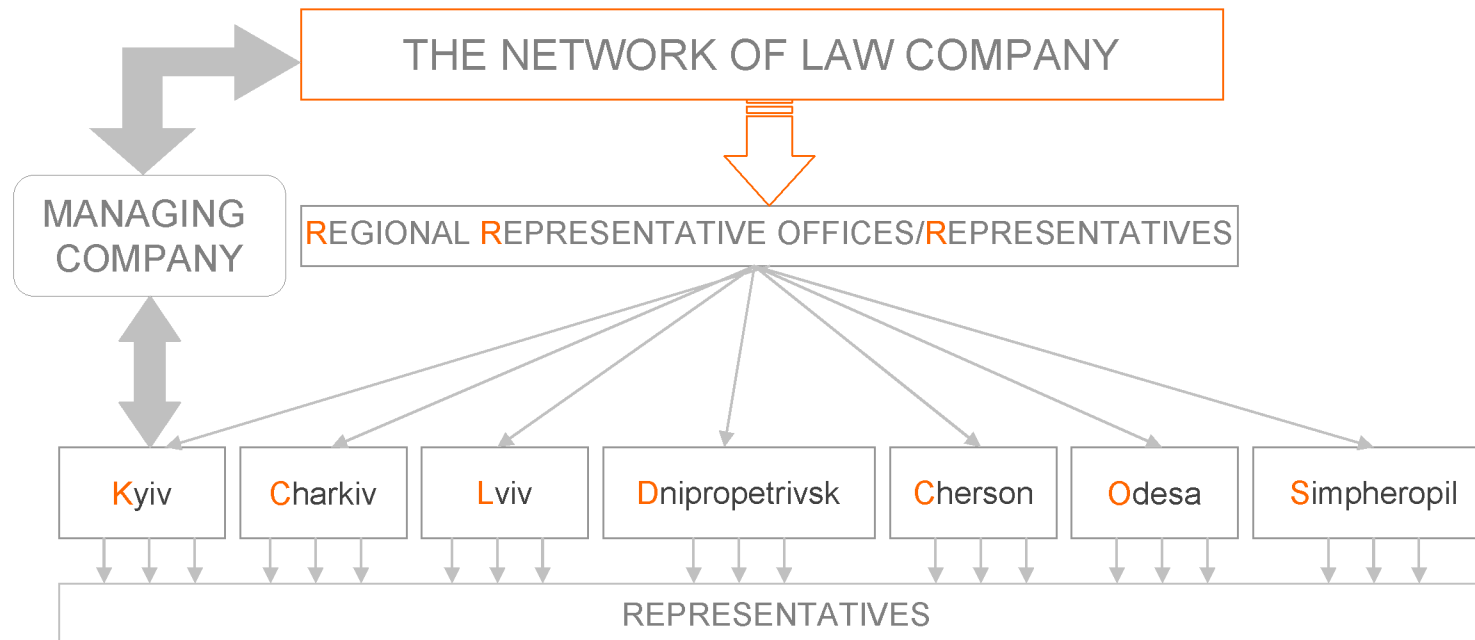 THE NETWORK OF LAW COMPANY
MANAGING
COMPANY
REGIONAL REPRESENTATIVE OFFICES/REPRESENTATIVES
Kyiv
Charkiv
Lviv
Dnipropetrivsk
Cherson
Odesa
Simpheropil
REPRESENTATIVES